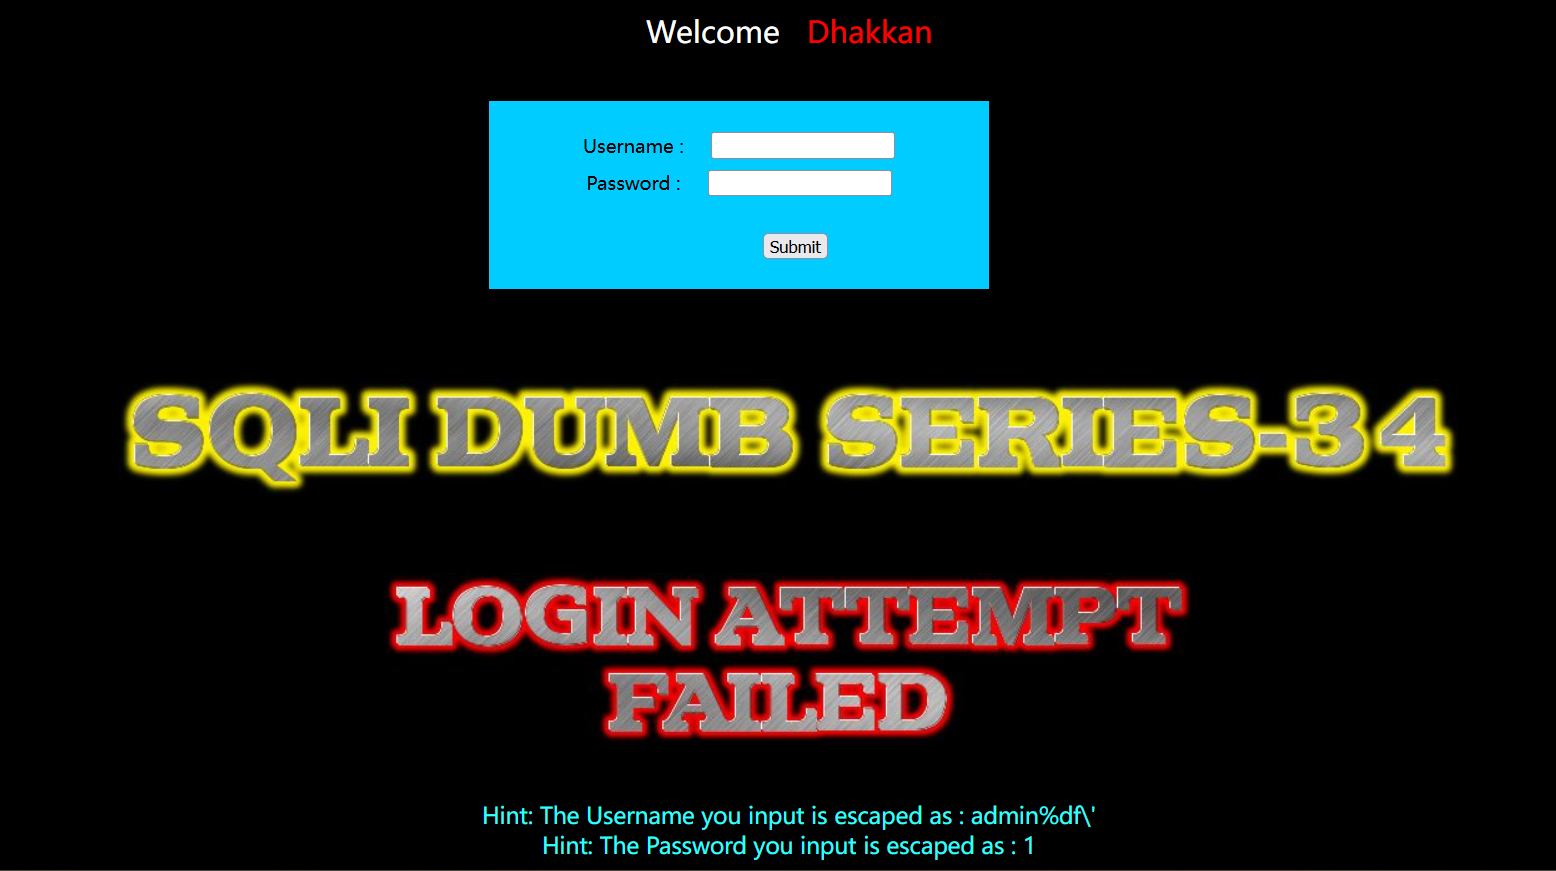 Welcome Dhakkan
Username :
Password :
Submit
SQLI DUMB SERIES-34
LOGIN ATTEMPT
FAILED
Hint: The Username you input is escaped as : admin%df\'
Hint: The Password you input is escaped as : 1